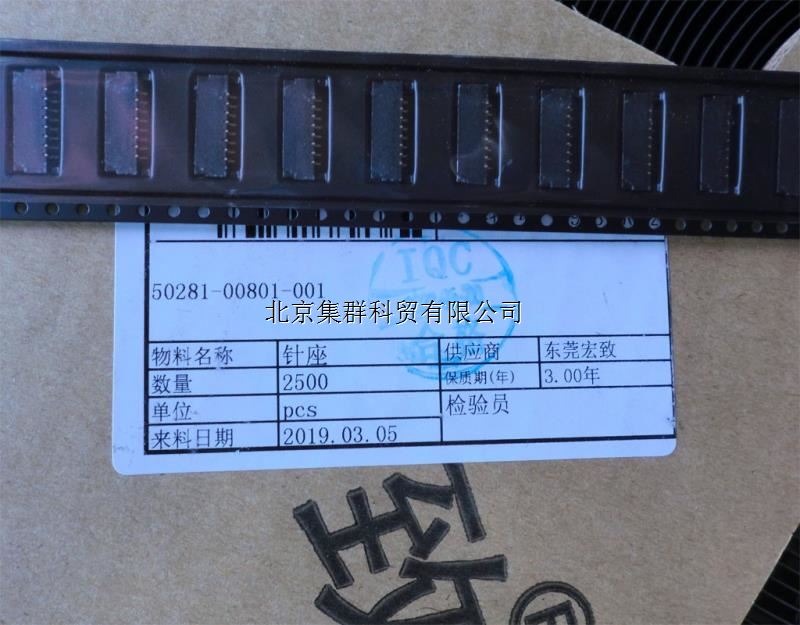 IQC
50281-00801-001
北京集群科贸有限公司
物料名称 针座 供应商 东莞宏致
数量 2500 保质期(年) 3.00年
单位 pcs 检验员
来料日期 2019.03.05
致